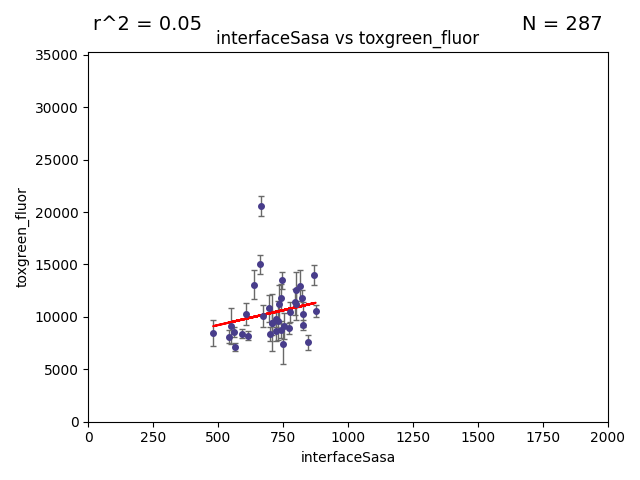 r^2 = 0.05
N = 287
interfaceSasa vs toxgreen_fluor
35000
30000
25000
20000
15000
10000
5000
0
toxgreen_fluor
0 250 500 750 1000 1250 1500 1750 2000
interfaceSasa